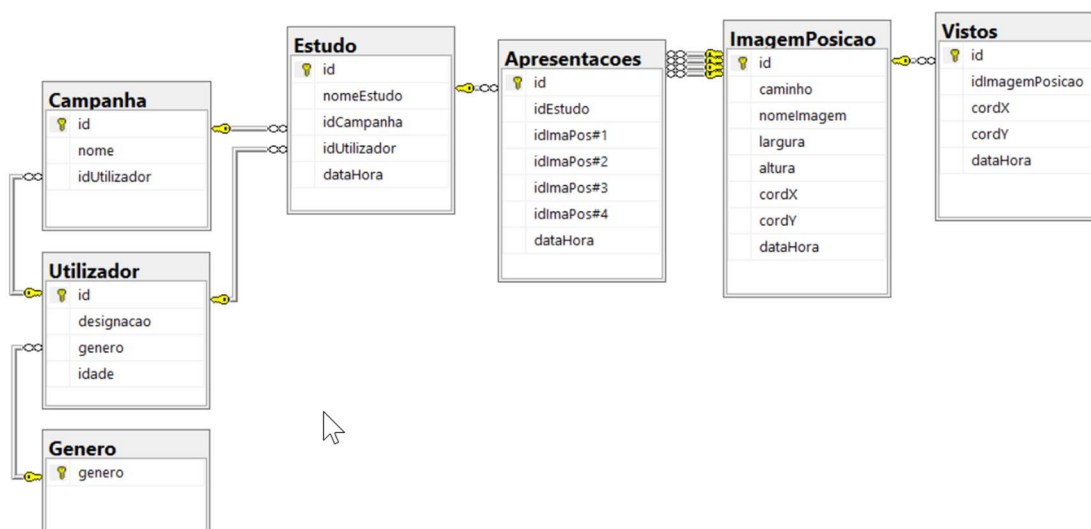 Campanha
id
nome
idUtilizador
Utilizador
id
designacao
genero
idade
Genero
genero
Estudo
id
nomeEstudo
idCampanha
idUtilizador
dataHora
Apresentacoes
id
idEstudo
idImaPos#1
idImaPos#2
idImaPos#3
idImaPos#4
dataHora
ImagemPosicao
id
caminho
nomeImagem
largura
altura
cordX
cordY
dataHora
Vistos
id
idImagemPosicao
cordX
cordY
dataHora